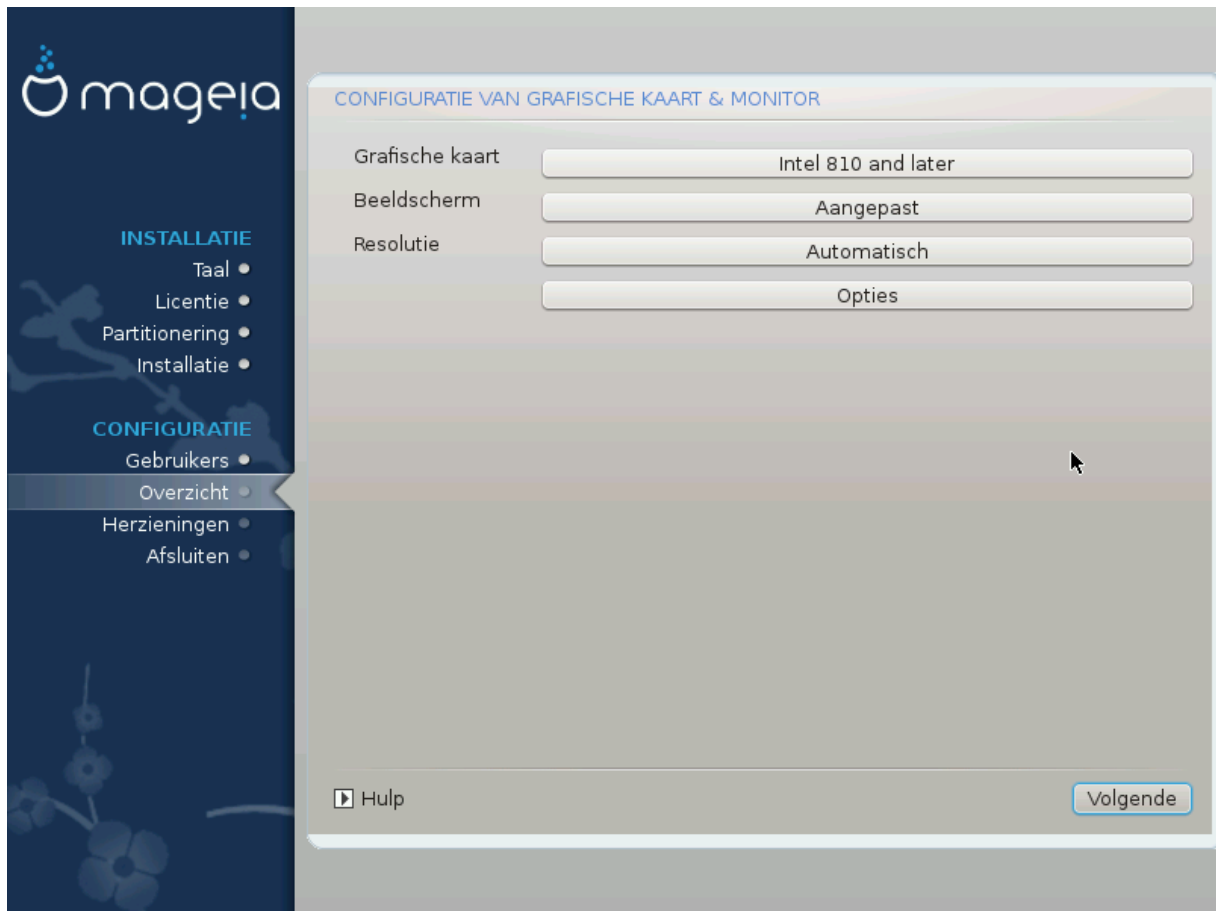 mageia
INSTALLATIE
Taal
Licentie
Partitionering
Installatie
CONFIGURATIE
Gebruikers
Overzicht
Herzieningen
Afsluiten
CONFIGURATIE VAN GRAFISCHE KAART & MONITOR
Grafische kaart
Intel 810 and later
Beeldscherm
Aangepast
Resolutie
Automatisch
Opties
Hulp
Volgende